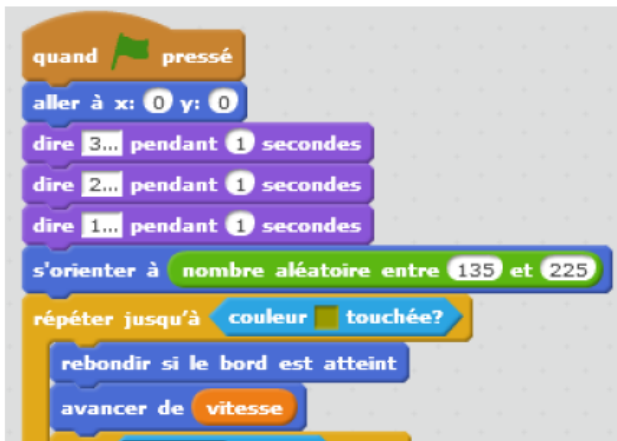 quand pressé
aller à x: 0 y: 0
dire 3... pendant 1 secondes
dire 2... pendant 1 secondes
dire 1... pendant 1 secondes
s'orienter à nombre aléatoire entre 135 et 225
répéter jusqu'à couleur touchée?
rebondir si le bord est atteint
avancer de vitesse